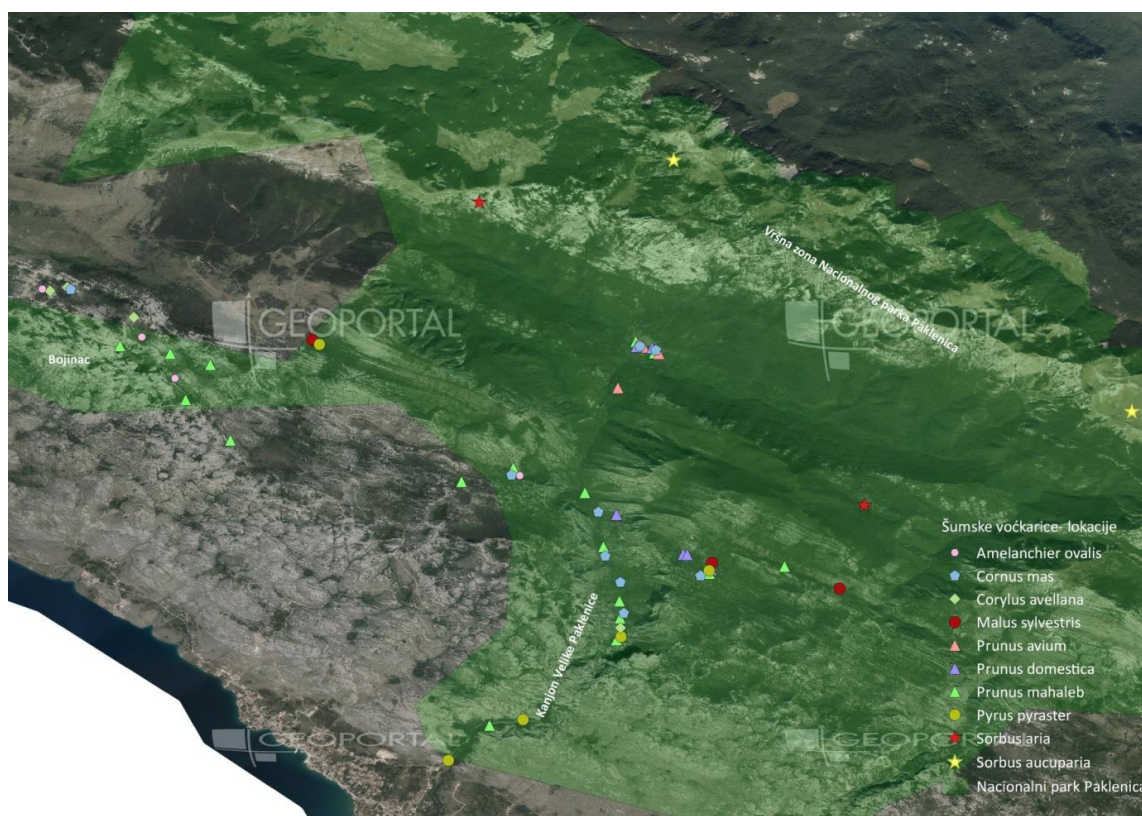 Vršna zona Nacionalnog parka Paklenica
GEOPORTAL
GEOPORTAL
Bojinac
Kanjon Velike Paklenice
Šumske voćkarice- lokacije
Amelanchier ovalis
Cornus mas
Corylus avellana
Malus sylvestris
Prunus avium
Prunus domestica
Prunus mahaleb
Pyrus pyraster
Sorbus aria
Sorbus aucuparia
Nacionalni park Paklenica
GEOPORTAL
GEOPORTAL